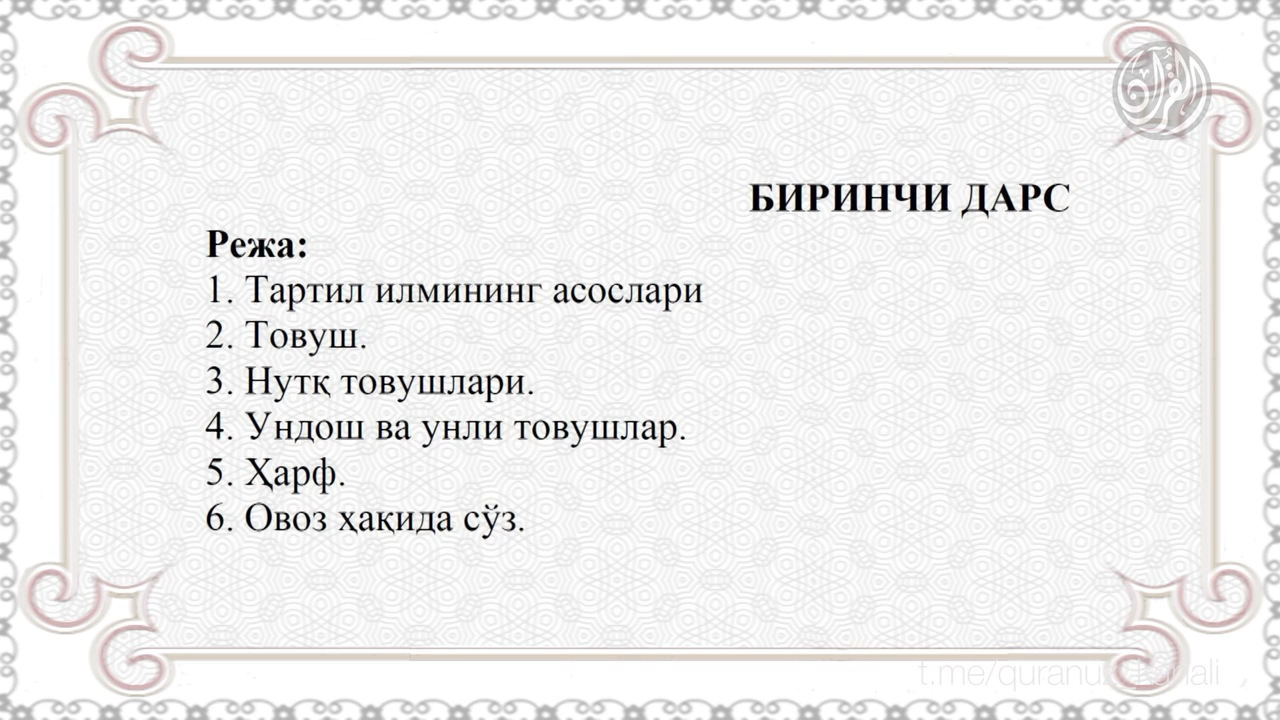 القرآن
БИРИНЧИ ДАРС
Режа:
1. Тартил илмининг асослари
2. Товуш.
3. Нутқ товушлари.
4. Ундош ва унли товушлар.
5. Ҳарф.
6. Овоз ҳақида сўз.